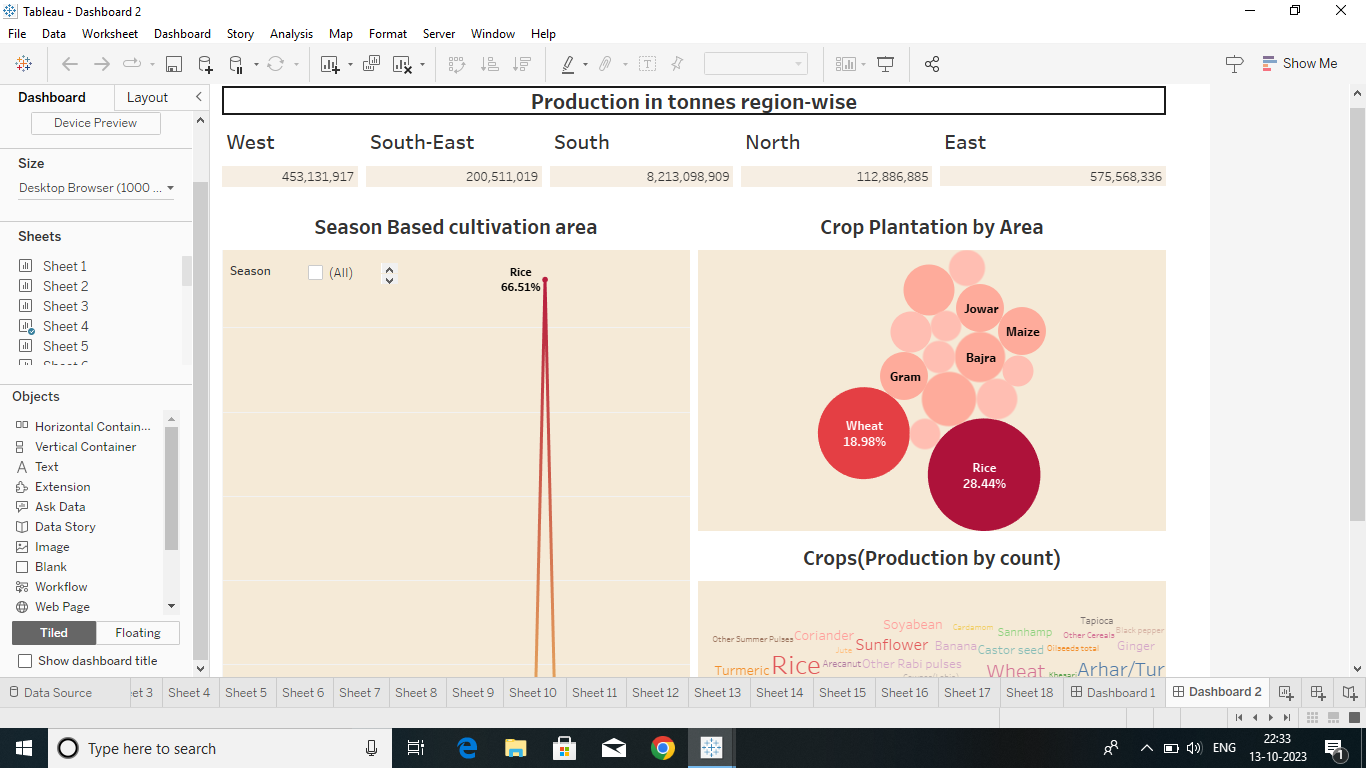 Tableau - Dashboard 2
File Data Worksheet Dashboard Story Analysis Map Format Server Window Help
Show Me
Dashboard Layout
Device Preview
Size
Desktop Browser (1000 ...
Sheets
Sheet 1
Sheet 2
Sheet 3
Sheet 4
Sheet 5
Objects
Horizontal Contain...
Vertical Container
Text
Extension
Ask Data
Data Story
Image
Blank
Workflow
Web Page
Tiled Floating
Show dashboard title
Production in tonnes region-wise
West South-East South North East
453,131,917 200,511,019 8,213,098,909 112,886,885 575,568,336
Season Based cultivation area
Season (All)
Rice
66.51%
Crop Plantation by Area
Jowar
Maize
Bajra
Gram
Wheat
18.98%
Rice
28.44%
Crops(Production by count)
Tapioca
Soyabean Cardamom Sannhamp Black pepper
Other Summer Pulses Coriander Other Cereals
Jute Sunflower Banana Castor seed Oilseeds total Ginger
Turmeric Rice Arecanut Other Rabi pulses Wheat Khesari Arhar/Tur
Data Source et 3 Sheet 4 Sheet 5 Sheet 6 Sheet 7 Sheet 8 Sheet 9 Sheet 10 Sheet 11 Sheet 12 Sheet 13 Sheet 14 Sheet 15 Sheet 16 Sheet 17 Sheet 18 Dashboard 1 Dashboard 2
Type here to search
ENG
22:33
13-10-2023
1